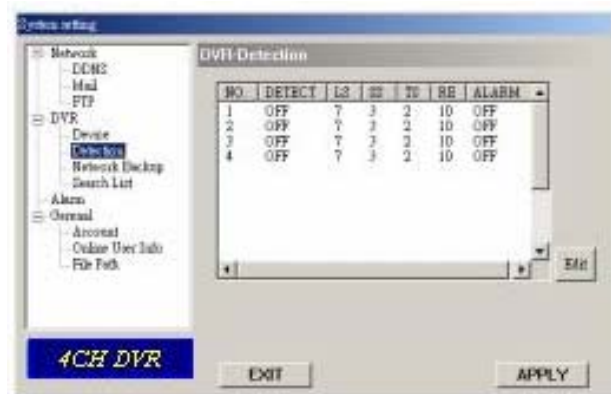 System setting
Network
DDNS
Mail
FTP
DVR
Device
Detection
Network Backup
Search List
Alarm
General
Account
Online User Info
File Path
4CH DVR
DVR-Detection
NO DETECT LS SS TS RE ALARM
1 OFF 7 3 2 10 OFF
2 OFF 7 3 2 10 OFF
3 OFF 7 3 2 10 OFF
4 OFF 7 3 2 10 OFF
Edit
EXIT
APPLY